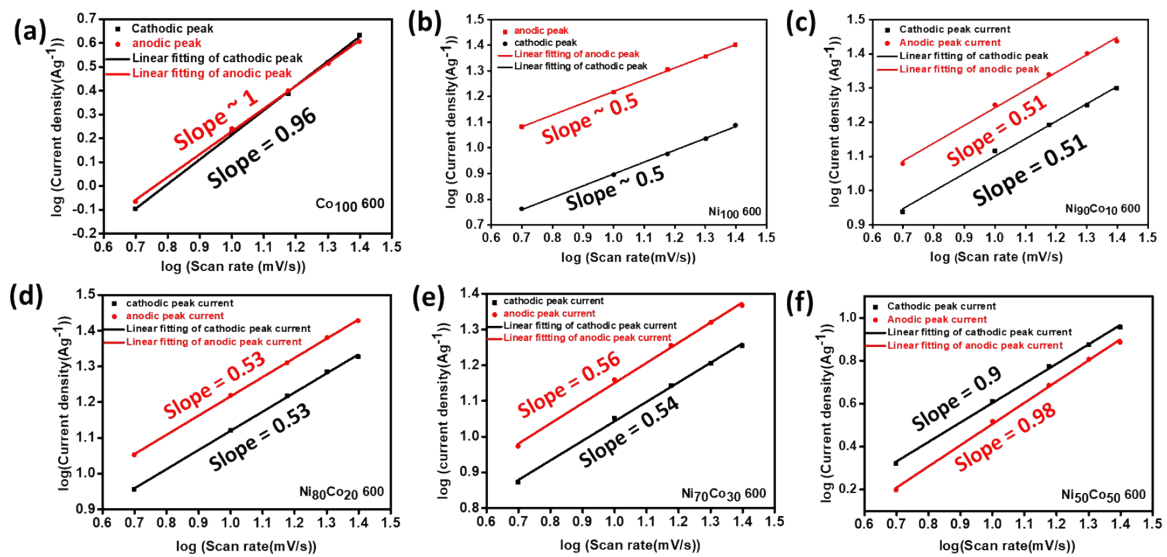 (a)
Cathodic Peak
anodic peak
Linear fitting of cathodic peak
Linear fitting of anodic peak
Slope ~ 1
Slope = 0.96
Co100 600
log (Current density(Ag-1))
0.7
0.6
0.5
0.4
0.3
0.2
0.1
0.0
-0.1
-0.2
0.5 0.6 0.7 0.8 0.9 1.0 1.1 1.2 1.3 1.4 1.5
log (Scan rate (mV/s))
(b)
anodic peak
cathodic peak
Linear fitting of anodic peak
Linear fitting of cathodic peak
Slope ~ 0.5
Slope ~ 0.5
Ni100 600
log (Current density(Ag-1))
1.5
1.4
1.3
1.2
1.1
1.0
0.9
0.8
0.7
0.6 0.7 0.8 0.9 1.0 1.1 1.2 1.3 1.4 1.5
log (Scan rate(mV/s))
(c)
Cathodic peak current
Anodic peak current
Linear fitting of cathodic peak
Linear fitting of anodic peak
Slope = 0.51
Slope = 0.51
Ni90Co10 600
log (Current density(Ag-1))
1.5
1.4
1.3
1.2
1.1
1.0
0.9
0.6 0.7 0.8 0.9 1.0 1.1 1.2 1.3 1.4 1.5
log (Scan rate (mV/s))
(d)
cathodic peak current
anodic peak current
Linear fitting of cathodic peak current
Linear fitting of anodic peak current
Slope = 0.53
Slope = 0.53
Ni80Co20 600
log(Current density(Ag-1))
1.5
1.4
1.3
1.2
1.1
1.0
0.9
0.6 0.7 0.8 0.9 1.0 1.1 1.2 1.3 1.4 1.5
log (Scan rate(mV/s))
(e)
cathodic peak current
anodic peak current
Linear fitting of cathodic peak current
Linear fitting of anodic peak current
Slope = 0.56
Slope = 0.54
Ni70Co30 600
log (current density(Ag-1))
1.4
1.3
1.2
1.1
1.0
0.9
0.8
0.6 0.7 0.8 0.9 1.0 1.1 1.2 1.3 1.4 1.5
log (Scan rate(mV/s))
(f)
Cathodic peak current
Anodic peak current
Linear fitting of cathodic peak current
Linear fitting of anodic peak current
Slope = 0.9
Slope = 0.98
Ni50Co50 600
log (current density(Ag-1))
1.0
0.8
0.6
0.4
0.2
0.6 0.7 0.8 0.9 1.0 1.1 1.2 1.3 1.4 1.5
log(Scan rate(mV/s))